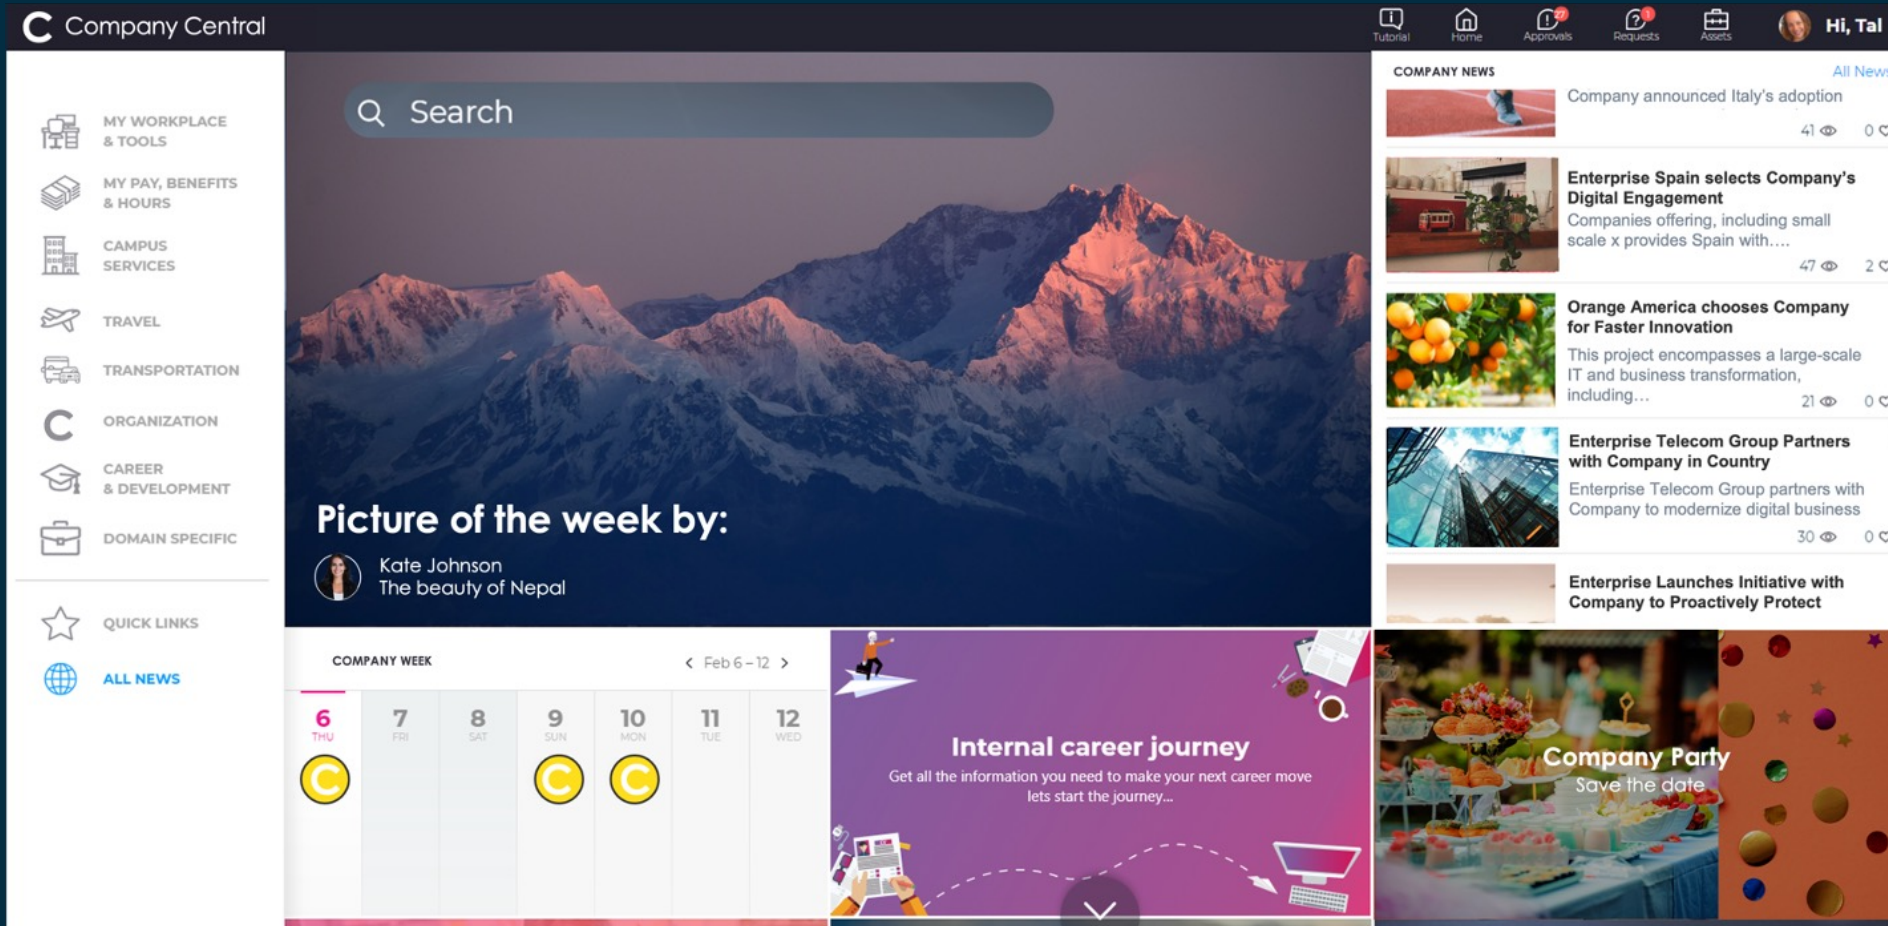 Company Central
Tutorial
Home
27
Approvals
1
Requests
Assets
Hi, Tal
MY WORKPLACE
& TOOLS
MY PAY, BENEFITS
& HOURS
CAMPUS
SERVICES
TRAVEL
TRANSPORTATION
ORGANIZATION
CAREER
& DEVELOPMENT
DOMAIN SPECIFIC
QUICK LINKS
ALL NEWS
Search
Picture of the week by:
Kate Johnson
The beauty of Nepal
COMPANY NEWS
All News
Company announced Italy's adoption
41
0
Enterprise Spain selects Company's
Digital Engagement
Companies offering, including small
scale x provides Spain with....
47
2
Orange America chooses Company
for Faster Innovation
This project encompasses a large-scale
IT and business transformation,
including...
21
0
Enterprise Telecom Group Partners
with Company in Country
Enterprise Telecom Group partners with
Company to modernize digital business
30
0
Enterprise Launches Initiative with
Company to Proactively Protect
COMPANY WEEK
< Feb 6 – 12 >
6
THU
7
FRI
8
SAT
9
SUN
10
MON
11
TUE
12
WED
C
C
C
Internal career journey
Get all the information you need to make your next career move
lets start the journey...
Company Party
Save the date